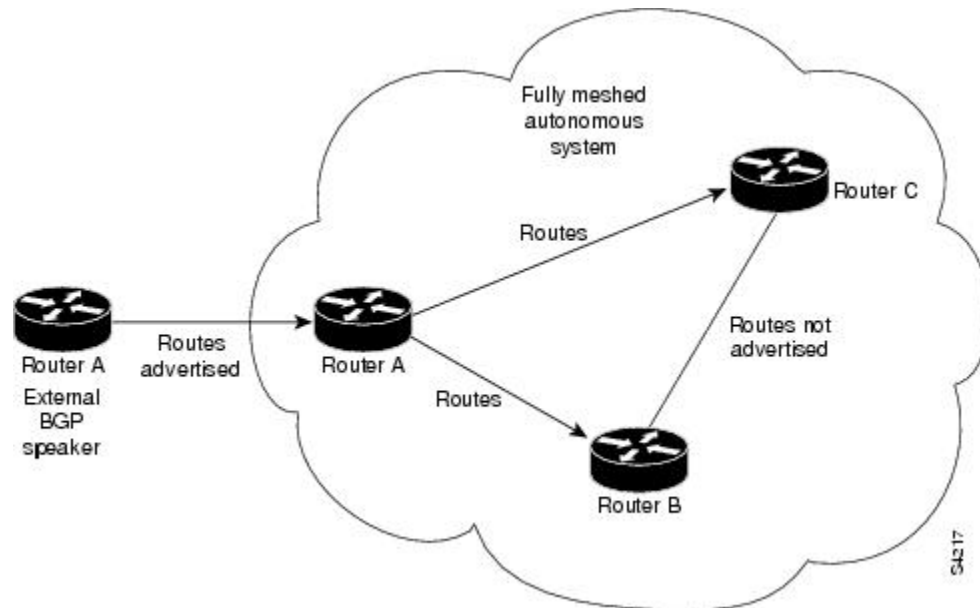 Fully meshed
autonomous
system
Router C
Routes
Routes not
advertised
Router A
External
BGP
speaker
Routes
advertised
Router A
Routes
Router B
S4217